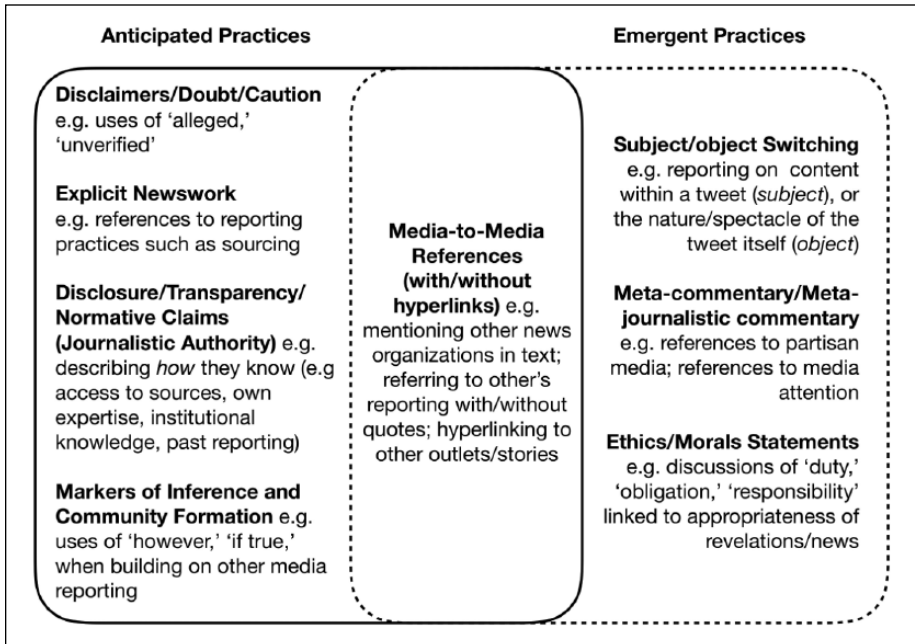 Anticipated Practices
Emergent Practices
Disclaimers/Doubt/Caution
e.g. uses of ‘alleged,’
‘unverified’
Explicit Newswork
e.g. references to reporting
practices such as sourcing
Disclosure/Transparency/
Normative Claims
(Journalistic Authority) e.g.
describing how they know (e.g
access to sources, own
expertise, institutional
knowledge, past reporting)
Markers of Inference and
Community Formation e.g.
uses of ‘however,’ ‘if true,’
when building on other media
reporting
Media-to-Media
References
(with/without
hyperlinks) e.g.
mentioning other news
organizations in text;
referring to other’s
reporting with/without
quotes; hyperlinking to
other outlets/stories
Subject/object Switching
e.g. reporting on content
within a tweet (subject), or
the nature/spectacle of the
tweet itself (object)
Meta-commentary/Meta-
journalistic commentary
e.g. references to partisan
media; references to media
attention
Ethics/Morals Statements
e.g. discussions of ‘duty,’
‘obligation,’ ‘responsibility’
linked to appropriateness of
revelations/news